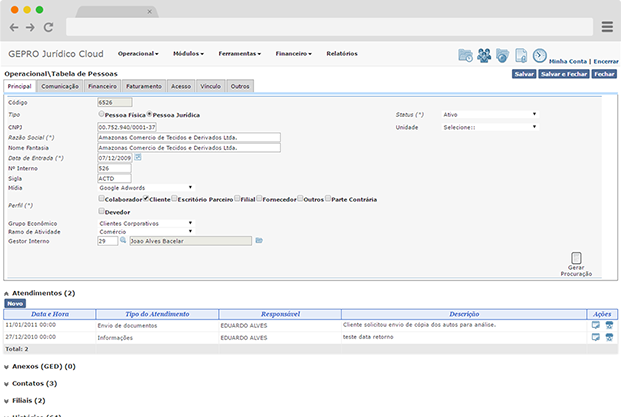 GEPRO Jurídico Cloud Operacional Módulos Ferramentas Financeiro Relatórios
Minha Conta | Encerrar
Operacional\Tabela de Pessoas Salvar Salvar e Fechar Fechar
Principal Comunicação Financeiro Faturamento Acesso Vínculo Outros
Código 6526
Tipo Pessoa Física Pessoa Jurídica Status (*) Ativo
CNPJ 00.752.940/0001-37 Unidade Selecione::
Razão Social (*) Amazonas Comercio de Tecidos e Derivados Ltda.
Nome Fantasia Amazonas Comercio de Tecidos e Derivados Ltda.
Data de Entrada (*) 07/12/2009
Nº Interno 526
Sigla ACTD
Mídia Google Adwords
Perfil (*) Colaborador Cliente Escritório Parceiro Filial Fornecedor Outros Parte Contrária
Devedor
Grupo Econômico Clientes Corporativos
Ramo de Atividade Comércio
Gestor Interno 29 Joao Alves Bacelar
Gerar
Procuração
Atendimentos (2)
Novo
Data e Hora Tipo do Atendimento Responsável Descrição Ações
11/01/2011 00:00 Envio de documentos EDUARDO ALVES Cliente solicitou envio de cópia dos autos para análise.
27/12/2010 00:00 Informações EDUARDO ALVES teste data retorno
Total: 2
Anexos (GED) (0)
Contatos (3)
Filiais (2)